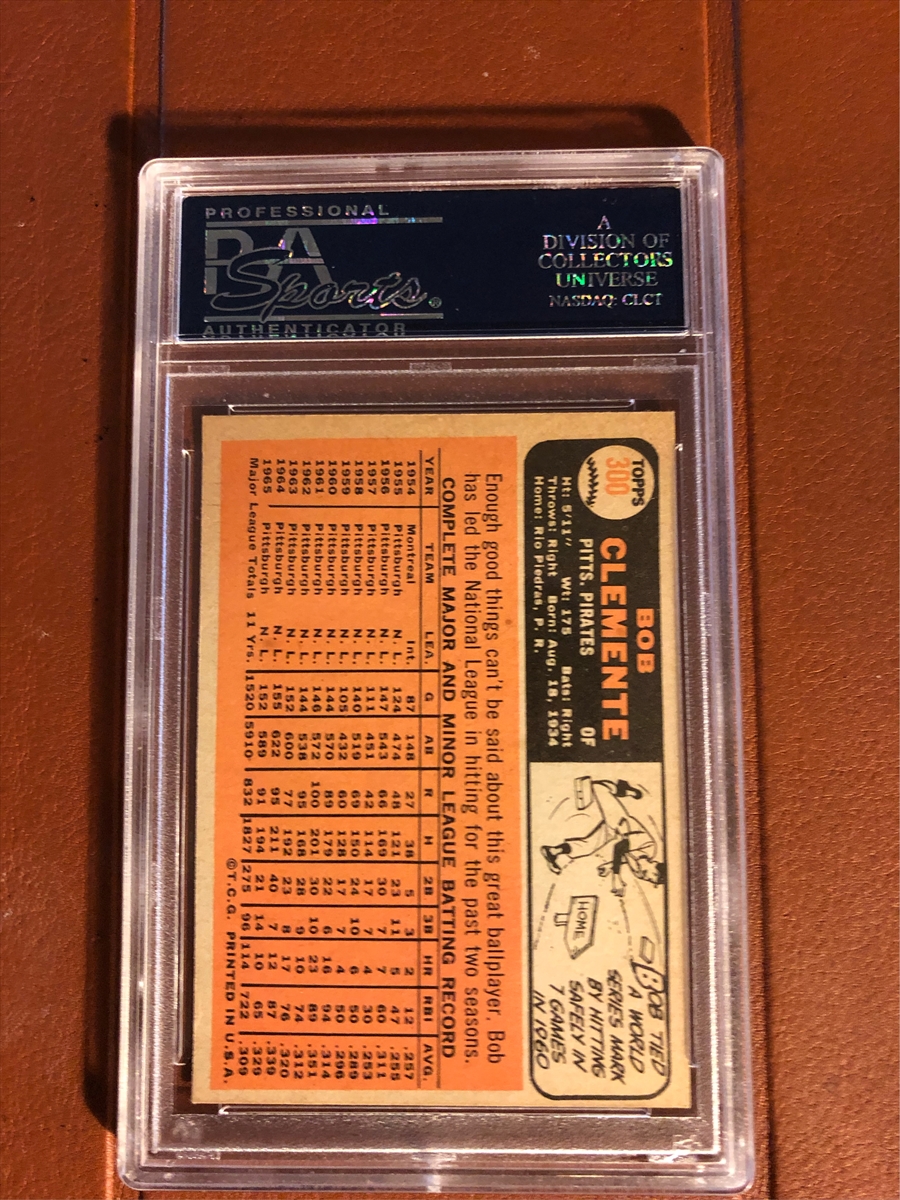 PROFESSIONAL
PSA
Sports®
AUTHENTICATOR
A
DIVISION OF
COLLECTORS
UNIVERSE
NASDAQ: CLCT
TOPPS
300
BOB
CLEMENTE
PITTS. PIRATES OF
Ht: 5'11" Wt: 175 Bats: Right
Throws: Right Born: Aug. 18, 1934
Home: Rio Piedras, P. R.
BOB TIED
A WORLD
SERIES MARK
BY HITTING
SAFELY IN
7 GAMES
IN 1960
HOME
Enough good things can't be said about this great ballplayer. Bob
has led the National League in hitting for the past two seasons.
COMPLETE MAJOR AND MINOR LEAGUE BATTING RECORD
YEAR TEAM LEA. G AB R H 2B 3B HR RBI AVG.
1954 Montreal Int. 87 148 27 38 5 3 2 12 .257
1955 Pittsburgh N. L. 124 474 48 121 23 11 5 47 .255
1956 Pittsburgh N. L. 147 543 66 169 30 7 7 60 .311
1957 Pittsburgh N. L. 111 451 42 114 17 7 4 30 .253
1958 Pittsburgh N. L. 140 519 69 150 24 10 6 50 .289
1959 Pittsburgh N. L. 105 432 60 128 17 7 4 50 .296
1960 Pittsburgh N. L. 144 570 89 179 22 6 16 94 .314
1961 Pittsburgh N. L. 146 572 100 201 30 10 23 89 .351
1962 Pittsburgh N. L. 144 538 95 168 28 9 10 74 .312
1963 Pittsburgh N. L. 152 600 77 192 23 8 17 76 .320
1964 Pittsburgh N. L. 155 622 95 211 40 7 12 87 .339
1965 Pittsburgh N. L. 152 589 91 194 21 14 10 65 .329
Major League Totals 11 Yrs. 1520 5910 832 1827 275 96 114 722 .309
©T.C.G. PRINTED IN U.S.A.